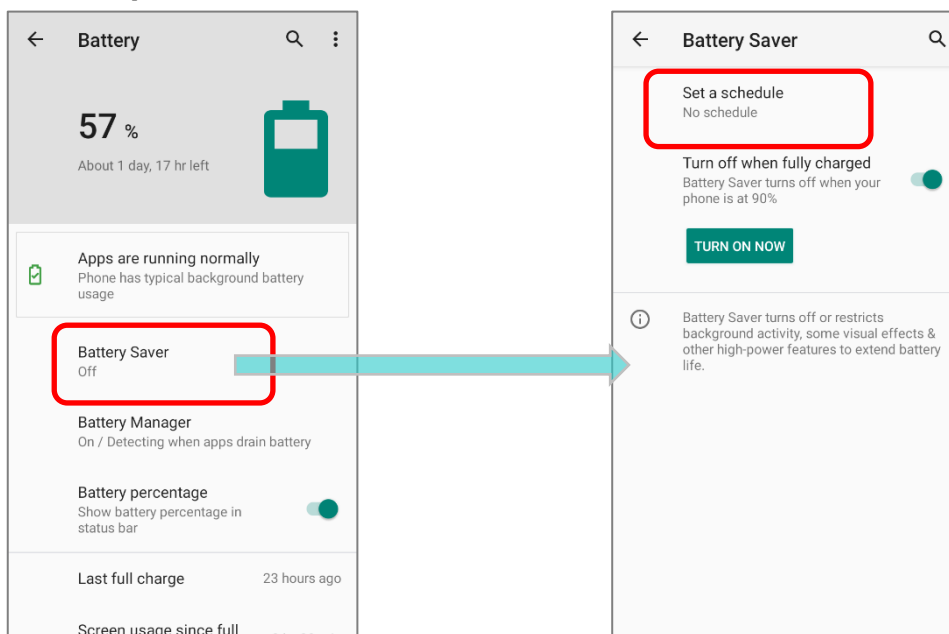 Battery
57 %
About 1 day, 17 hr left
Apps are running normally
Phone has typical background battery
usage
Battery Saver
Off
Battery Manager
On / Detecting when apps drain battery
Battery percentage
Show battery percentage in
status bar
Last full charge 23 hours ago
Screen usage since full
Battery Saver
Set a schedule
No schedule
Turn off when fully charged
Battery Saver turns off when your
phone is at 90%
TURN ON NOW
Battery Saver turns off or restricts
background activity, some visual effects &
other high-power features to extend battery
life.